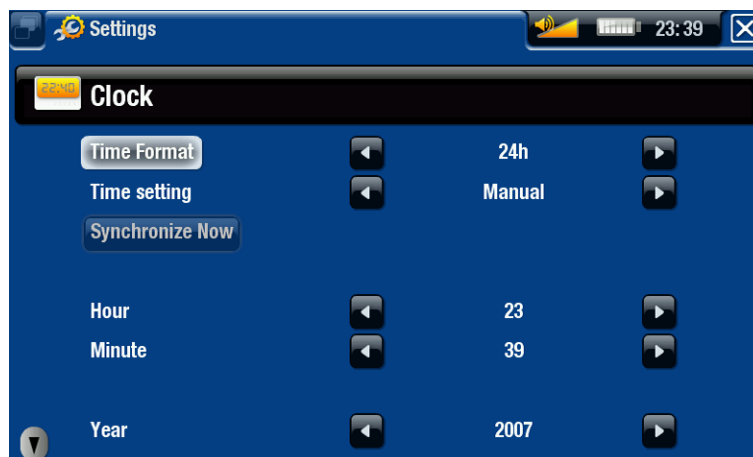 Settings 23:39
22:40
Clock
Time Format 24h
Time setting Manual
Synchronize Now
Hour 23
Minute 39
Year 2007